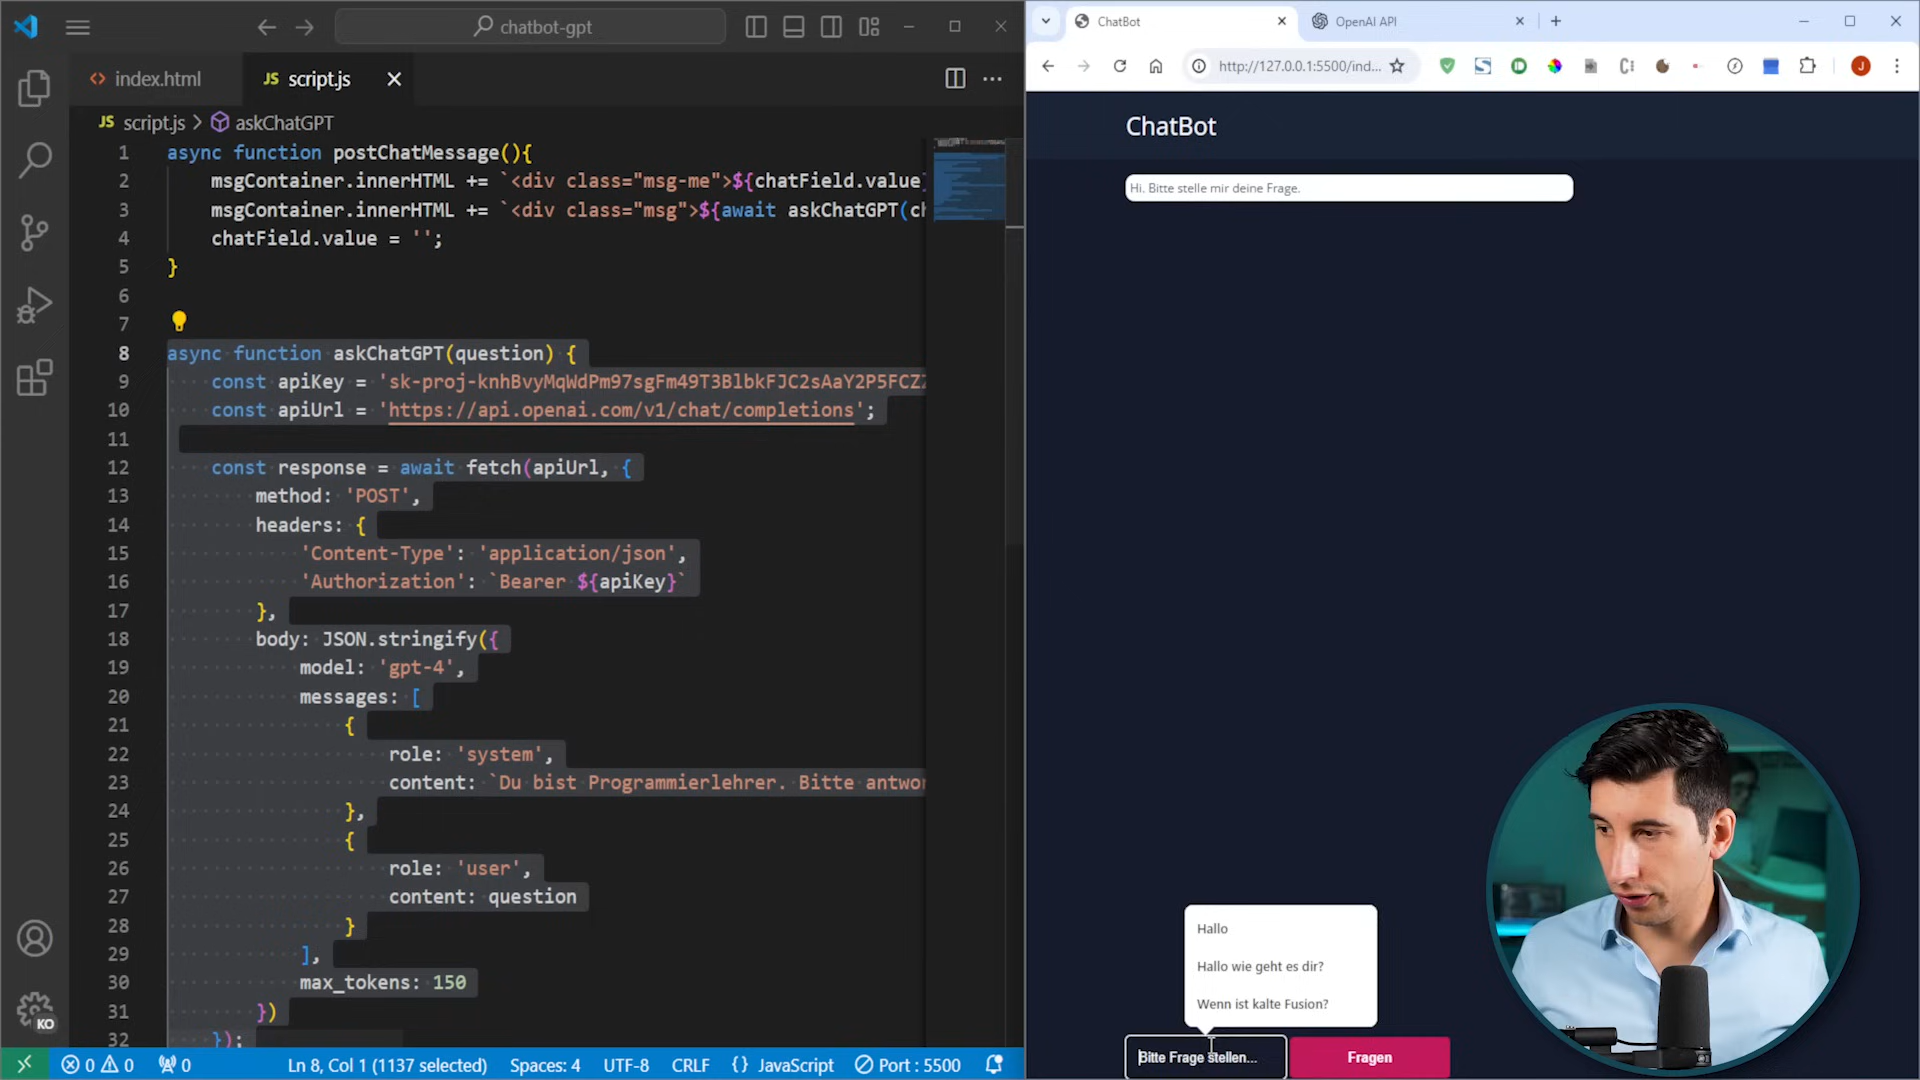 chatbot-gpt
index.html
JS script.js
JS script.js > askChatGPT
1 async function postChatMessage(){
2 msgContainer.innerHTML += `<div class="msg-me">${chatField.value}
3 msgContainer.innerHTML += `<div class="msg">${await askChatGPT(ch
4 chatField.value = '';
5 }
6
7
8 async function askChatGPT(question) {
9 const apiKey = 'sk-proj-knhBvyMqWdPm97sgFm49T3BlbkFJC2sAaY2P5FCZ
10 const apiUrl = 'https://api.openai.com/v1/chat/completions';
11
12 const response = await fetch(apiUrl, {
13 method: 'POST',
14 headers: {
15 'Content-Type': 'application/json',
16 'Authorization': `Bearer ${apiKey}`
17 },
18 body: JSON.stringify({
19 model: 'gpt-4',
20 messages: [
21 {
22 role: 'system',
23 content: `Du bist Programmierlehrer. Bitte antwor
24 },
25 {
26 role: 'user',
27 content: question
28 }
29 ],
30 max_tokens: 150
31 })
32 });
KO
0 0 0
Ln 8, Col 1 (1137 selected)
Spaces: 4
UTF-8
CRLF
{} JavaScript
Port : 5500
ChatBot
OpenAI API
http://127.0.0.1:5500/ind...
J
ChatBot
Hi. Bitte stelle mir deine Frage.
Hallo
Hallo wie geht es dir?
Wenn ist kalte Fusion?
Bitte Frage stellen...
Fragen